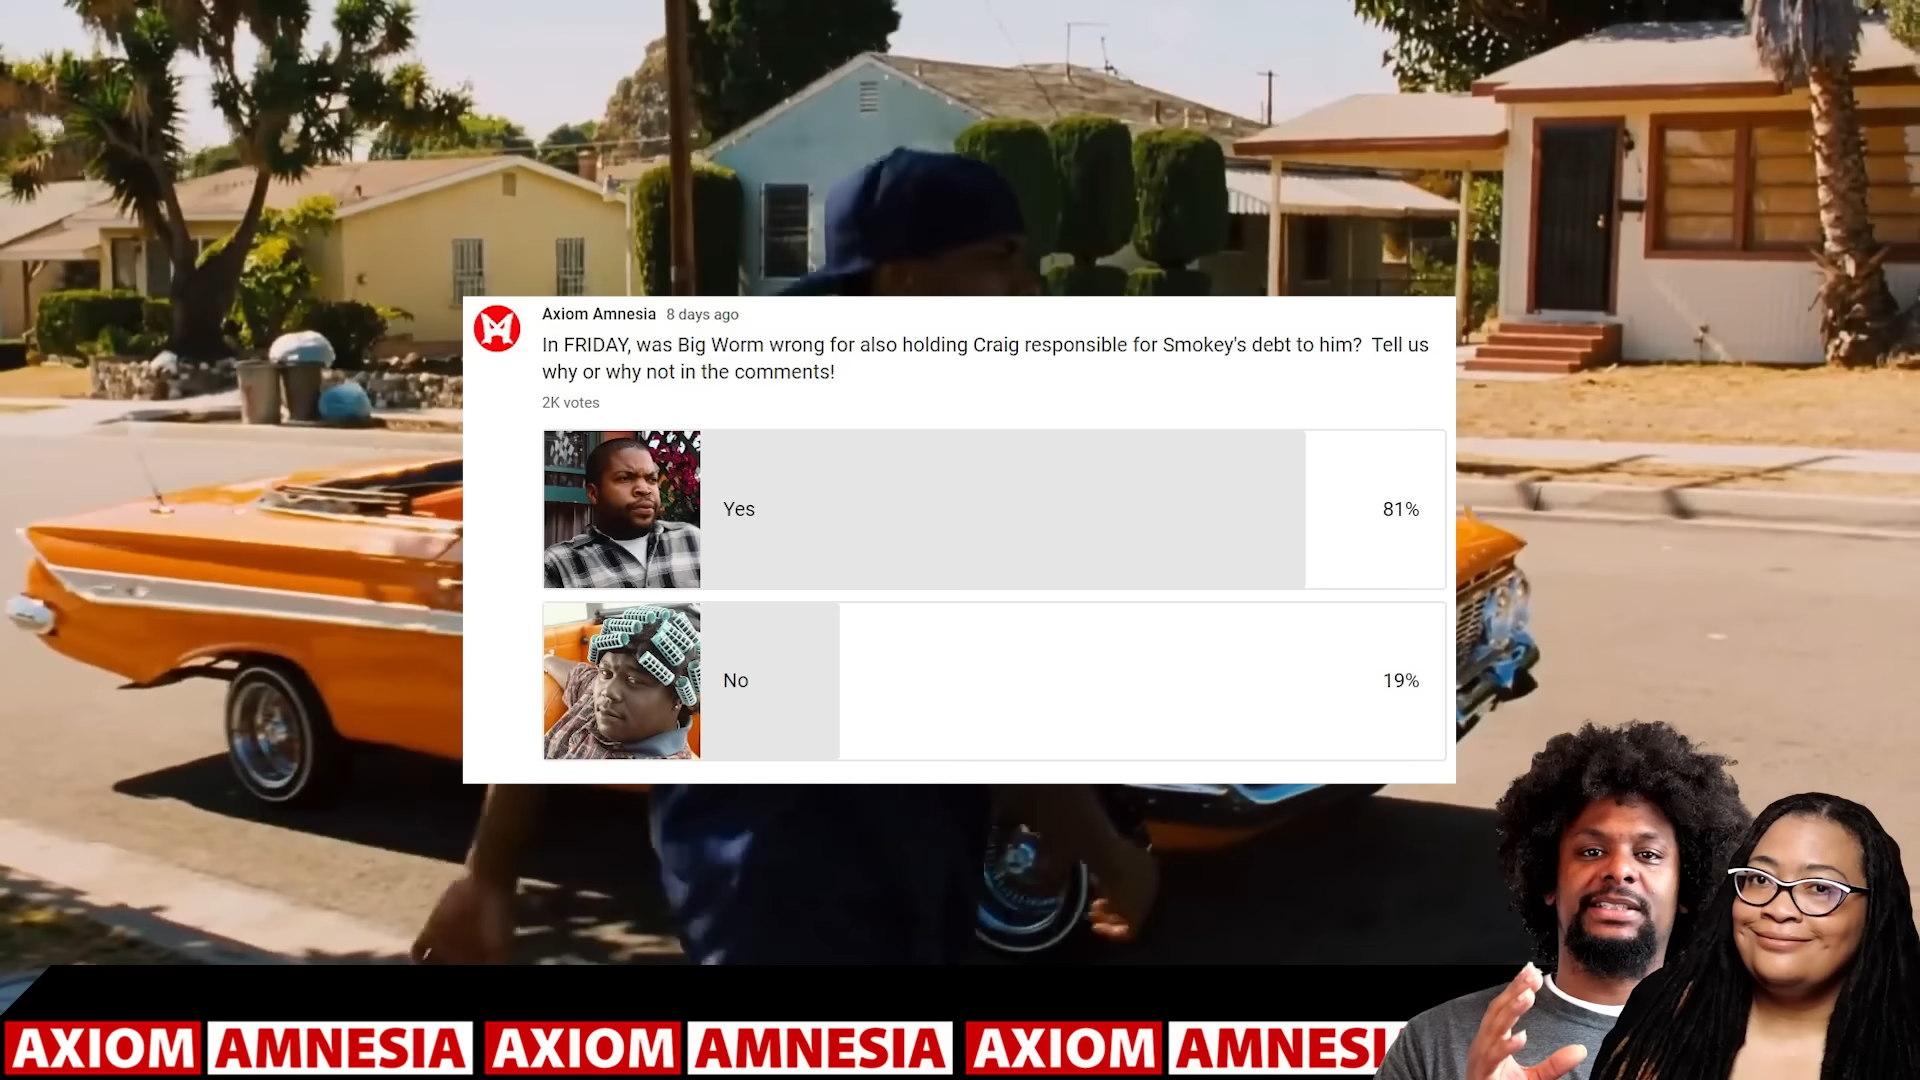 Axiom Amnesia 8 days ago
In FRIDAY, was Big Worm wrong for also holding Craig responsible for Smokey's debt to him?  Tell us
why or why not in the comments!
2K votes
Yes 81%
No 19%
AXIOM AMNESIA AXIOM AMNESIA AXIOM AMNESI